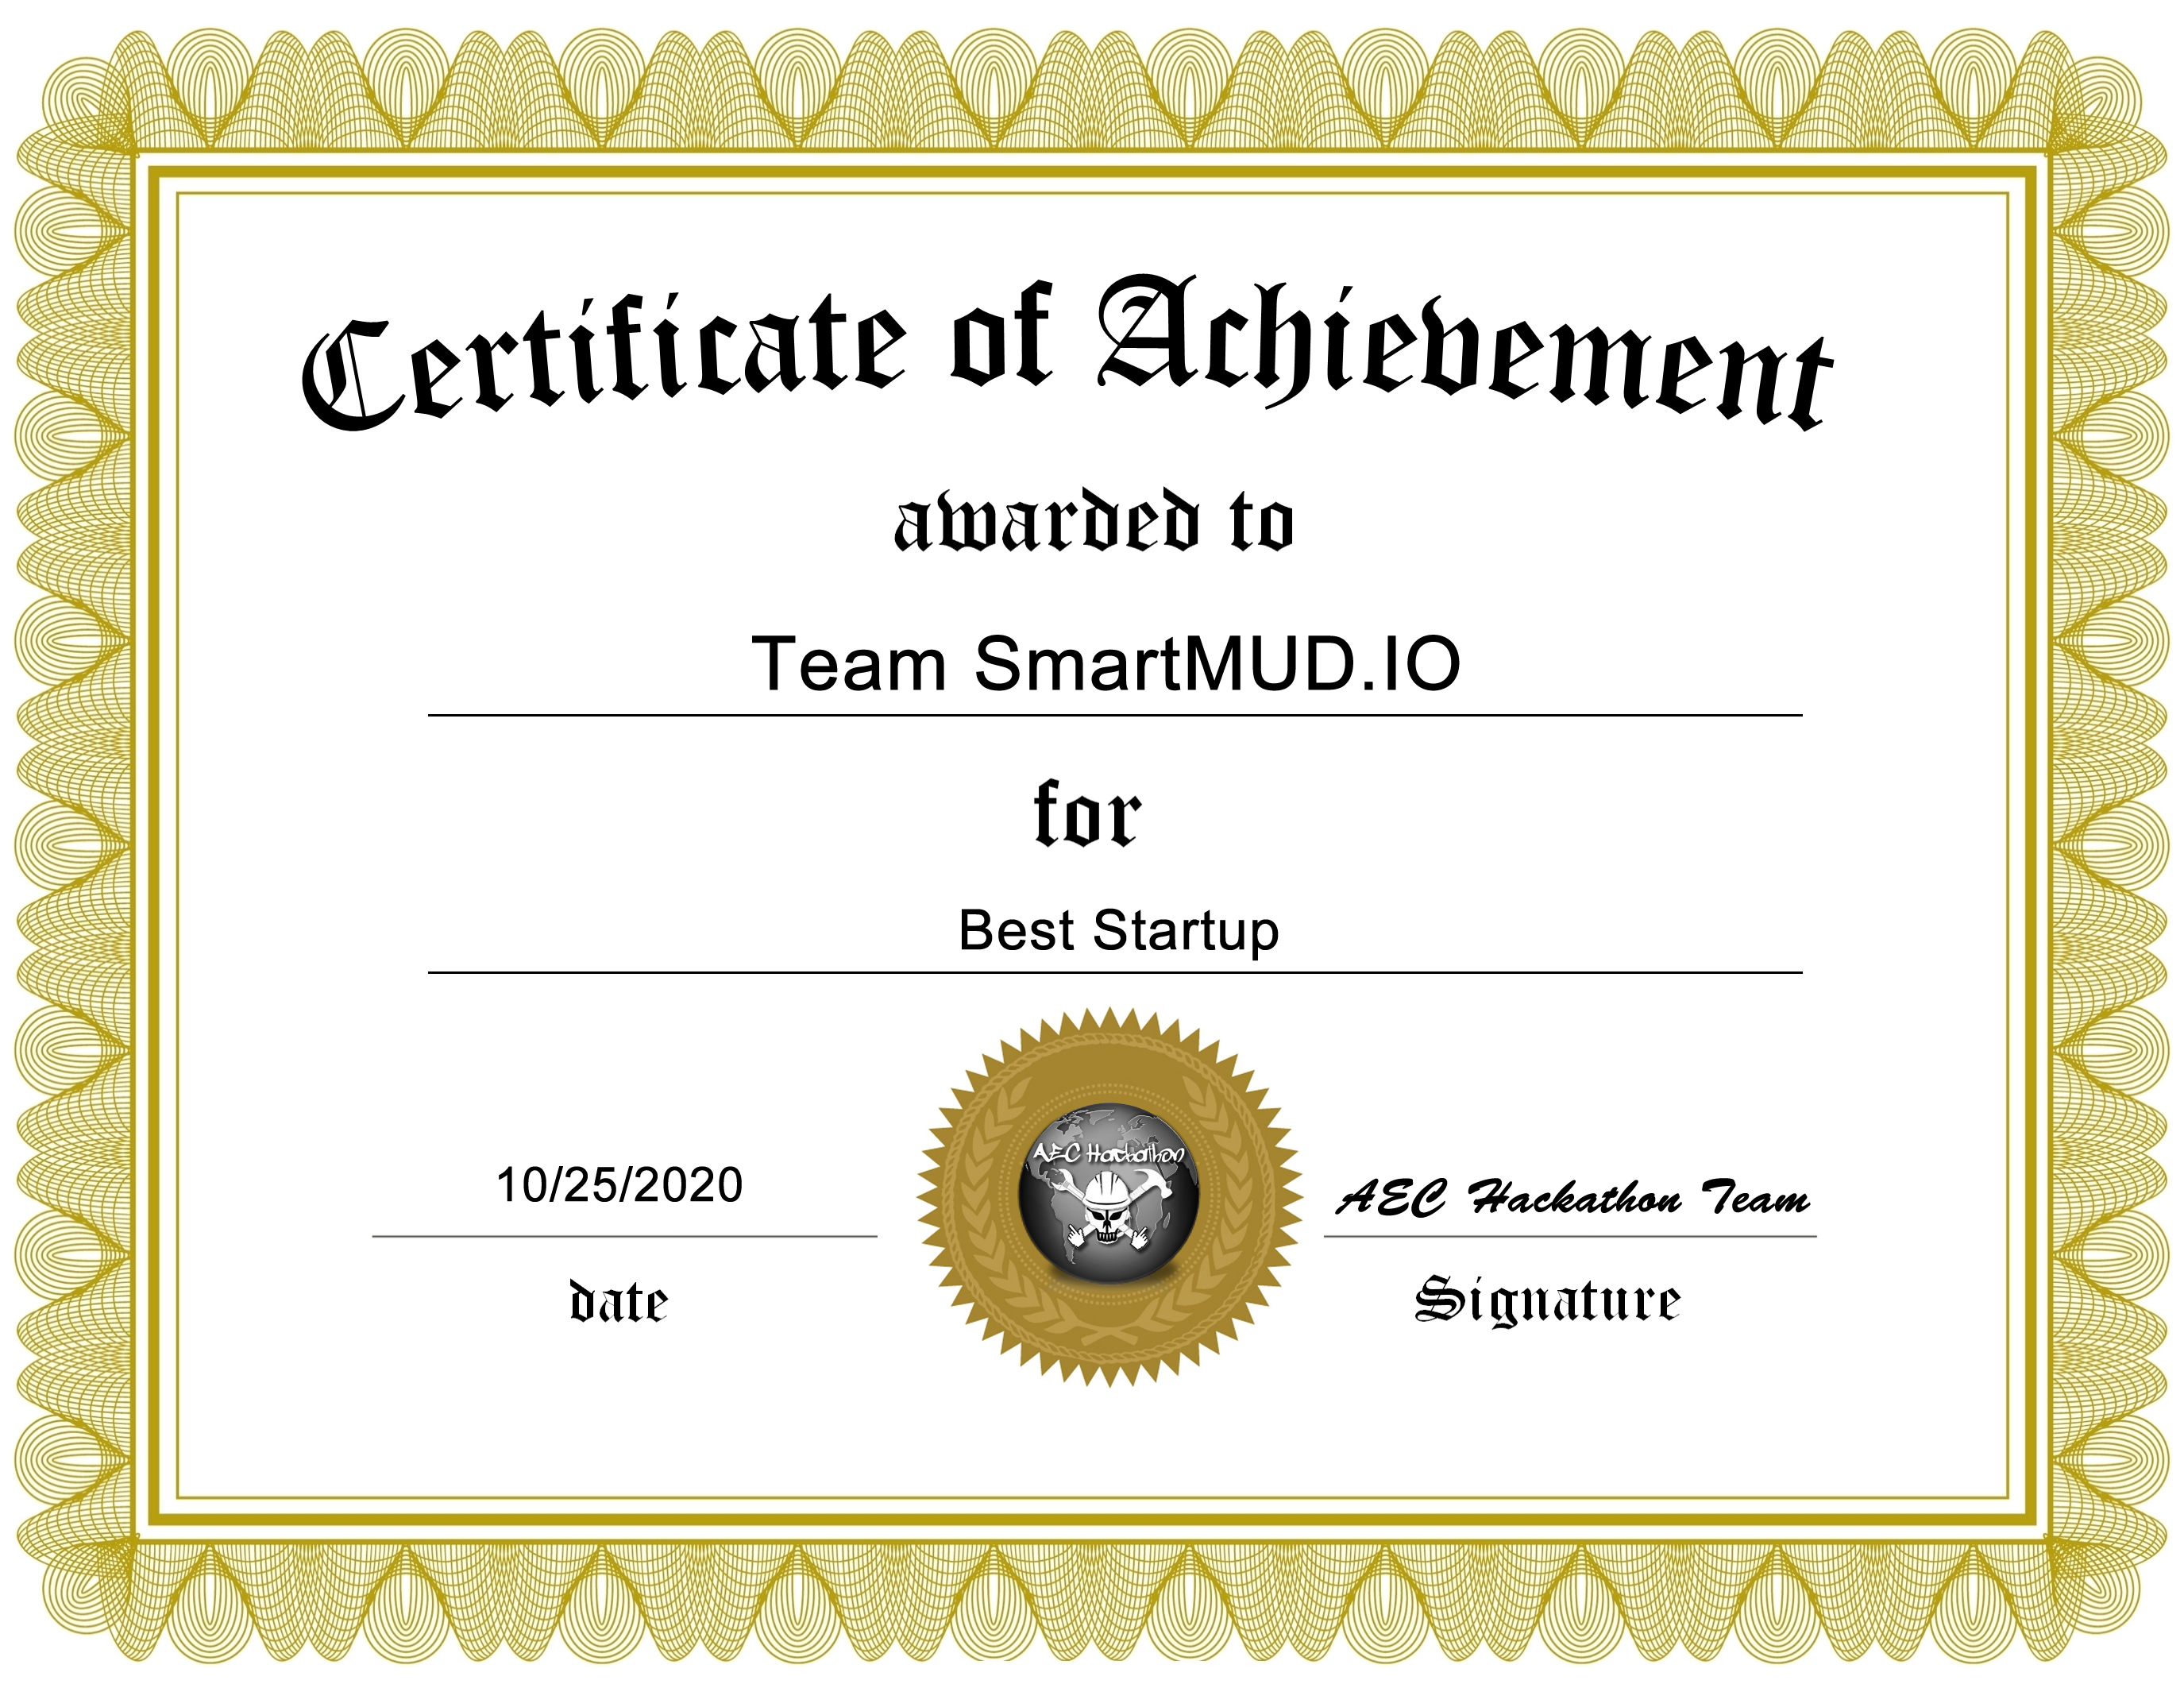 Certificate of Achievement
awarded to
Team SmartMUD.IO
for
Best Startup
AEC Hackathon
10/25/2020
AEC Hackathon Team
date
Signature